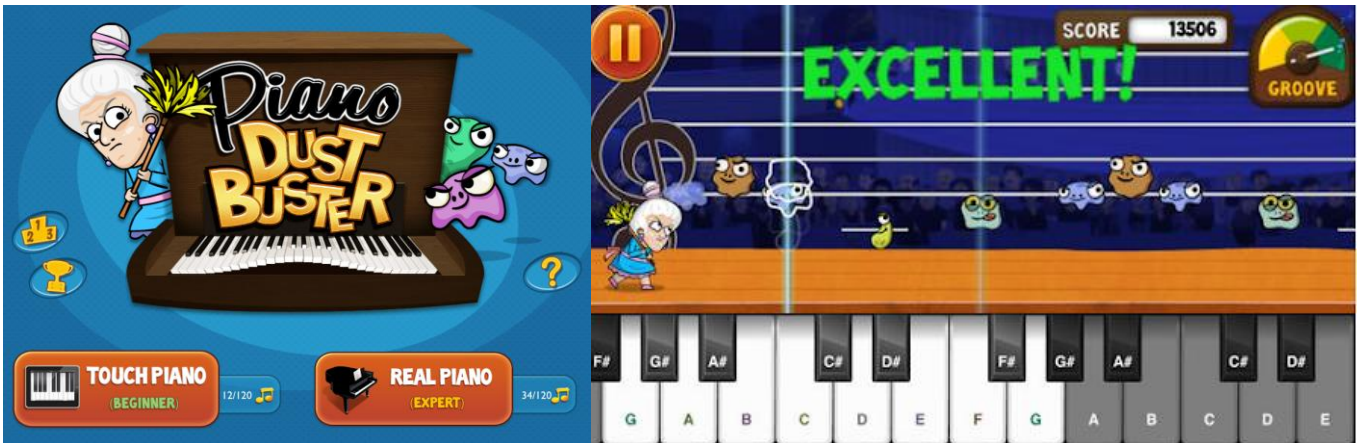 Piano
DUST
BUSTER
1
2 3
?
TOUCH PIANO
(BEGINNER)
12/120
REAL PIANO
(EXPERT)
34/120
SCORE 13506
EXCELLENT!
GROOVE
F# G# A# C# D# F# G# A# C# D#
G A B C D E F G A B C D E